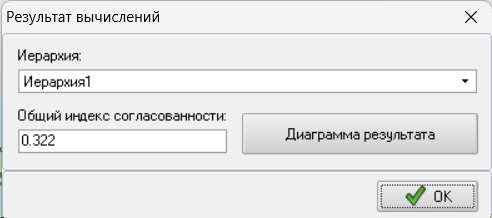 Результат вычислений
Иерархия:
Иерархия1
Общий индекс согласованности:
0.322
Диаграмма результата
OK